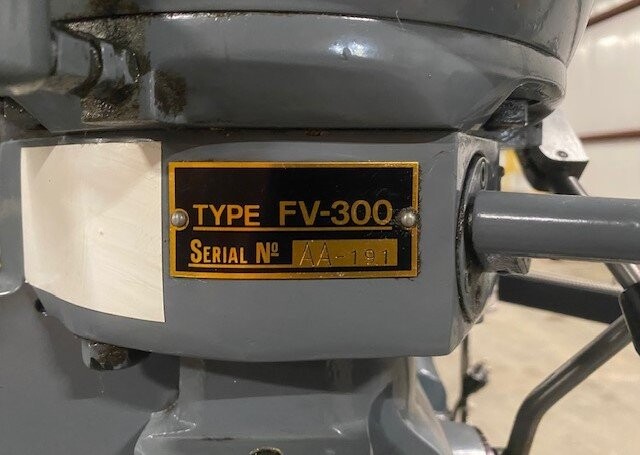 TYPE FV-300
SERIAL Nº AA-191